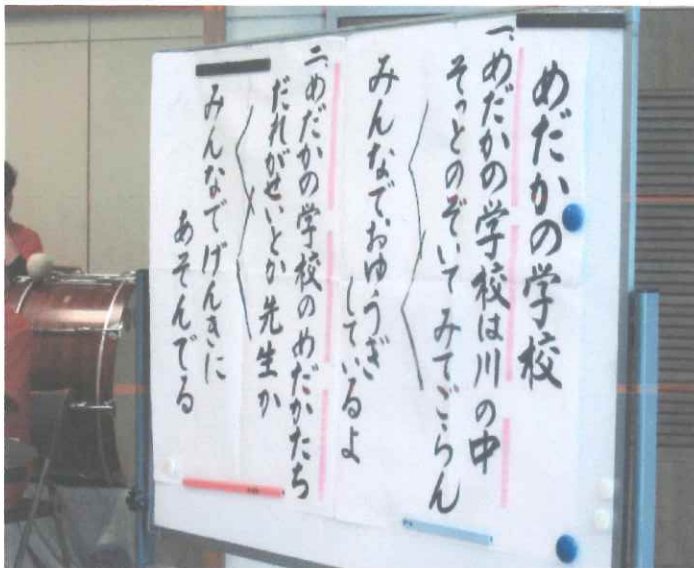 めだかの学校
一、めだかの学校は川の中
そっとのぞいてみてごらん
みんなでおゆうぎ
しているよ
二、めだかの学校のめだかたち
だれがせいとか先生か
みんなでげんきに
あそんでる